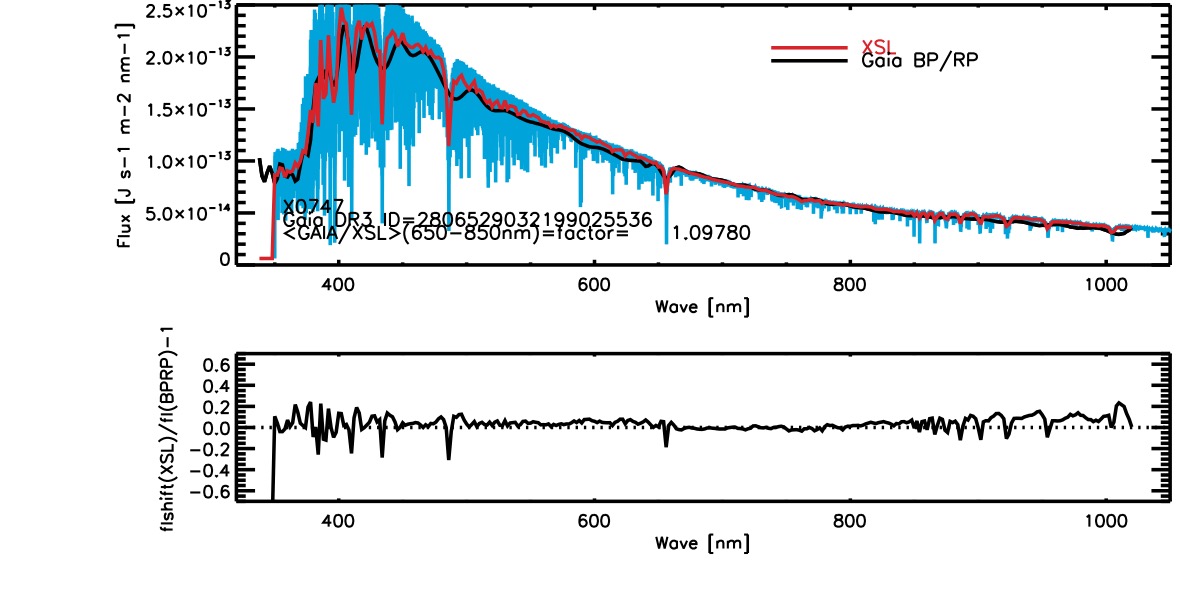 2.5×10−13
2.0×10−13
1.5×10−13
1.0×10−13
5.0×10−14
0
Flux [J s−1 m−2 nm−1]
XSL
Gaia BP/RP
X0747
Gaia DR3 ID=2806529032199025536
<GAIA/XSL>(650−850nm)=factor= 1.09780
400 600 800 1000
Wave [nm]
0.6
0.4
0.2
0.0
−0.2
−0.4
−0.6
flshift(XSL)/fl(BPRP)−1
400 600 800 1000
Wave [nm]